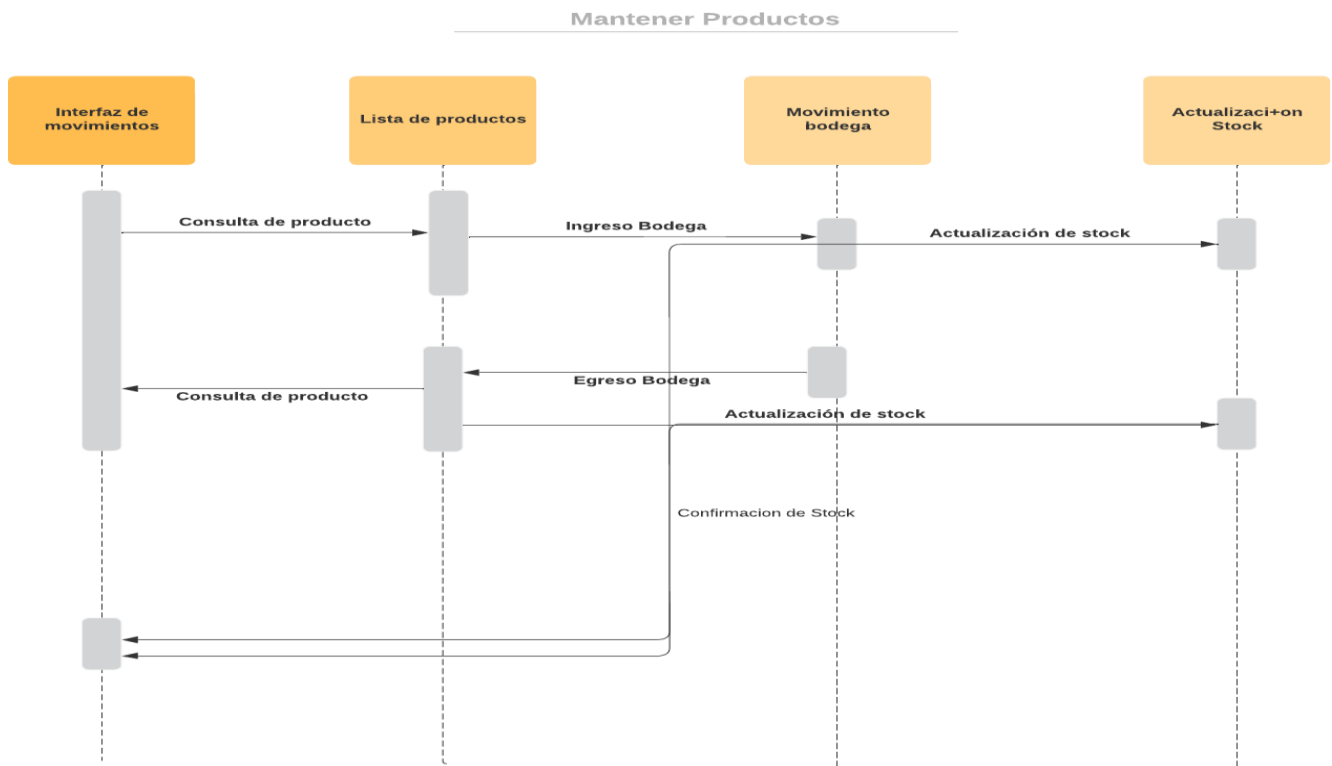 Mantener Productos
Interfaz de
movimientos
Lista de productos
Movimiento
bodega
Actualizaci+on
Stock
Consulta de producto
Ingreso Bodega
Actualización de stock
Egreso Bodega
Consulta de producto
Actualización de stock
Confirmacion de Stock